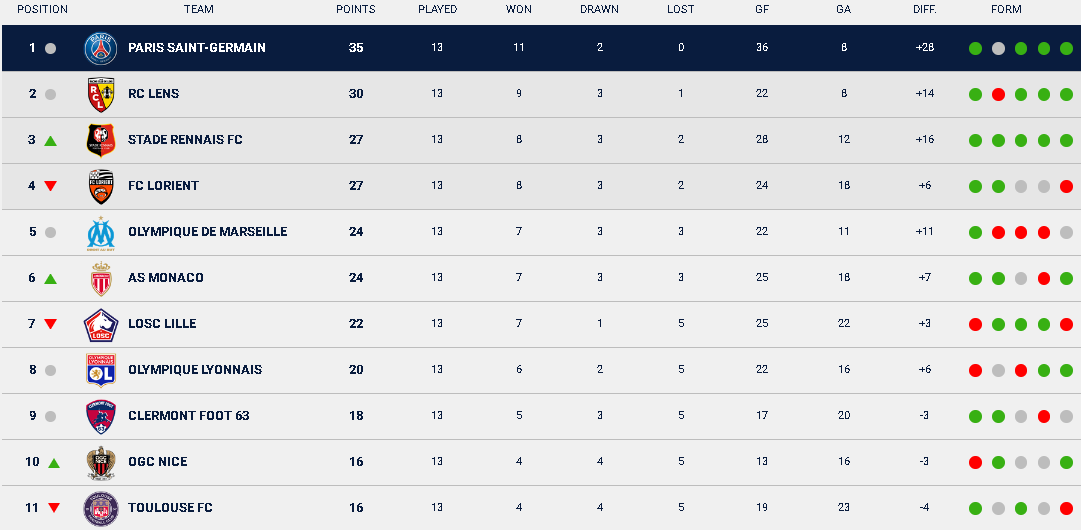 POSITION TEAM POINTS PLAYED WON DRAWN LOST GF GA DIFF. FORM
1 PARIS SAINT-GERMAIN 35 13 11 2 0 36 8 +28
2 RC LENS 30 13 9 3 1 22 8 +14
3 STADE RENNAIS FC 27 13 8 3 2 28 12 +16
4 FC LORIENT 27 13 8 3 2 24 18 +6
5 OLYMPIQUE DE MARSEILLE 24 13 7 3 3 22 11 +11
6 AS MONACO 24 13 7 3 3 25 18 +7
7 LOSC LILLE 22 13 7 1 5 25 22 +3
8 OLYMPIQUE LYONNAIS 20 13 6 2 5 22 16 +6
9 CLERMONT FOOT 63 18 13 5 3 5 17 20 -3
10 OGC NICE 16 13 4 4 5 13 16 -3
11 TOULOUSE FC 16 13 4 4 5 19 23 -4